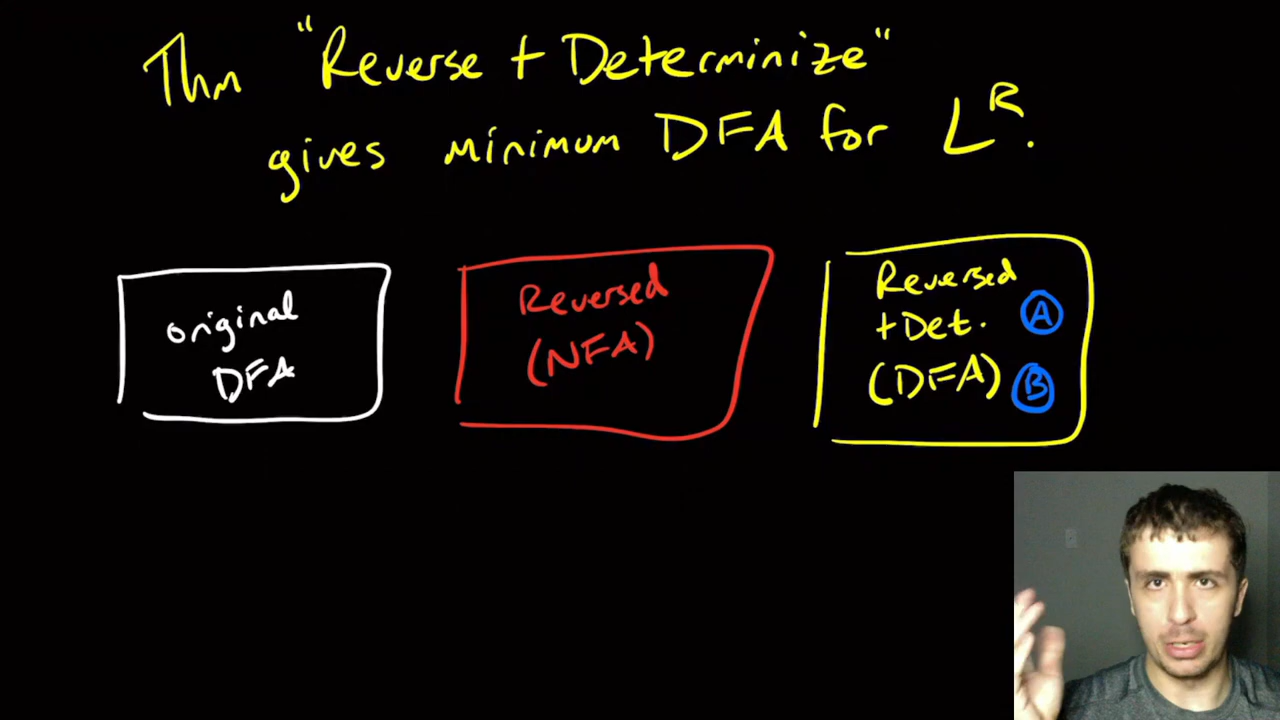 Thm "Reverse + Determinize"
gives minimum DFA for L^R.
original
DFA
Reversed
(NFA)
Reversed
+ Det.
(DFA)
A
B